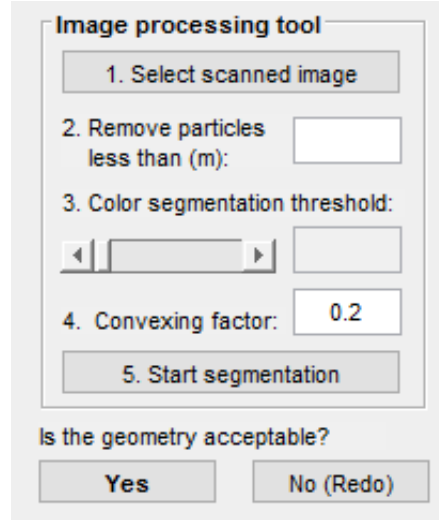 Image processing tool
1. Select scanned image
2. Remove particles
less than (m):
3. Color segmentation threshold:
4. Convexing factor: 0.2
5. Start segmentation
Is the geometry acceptable?
Yes No (Redo)